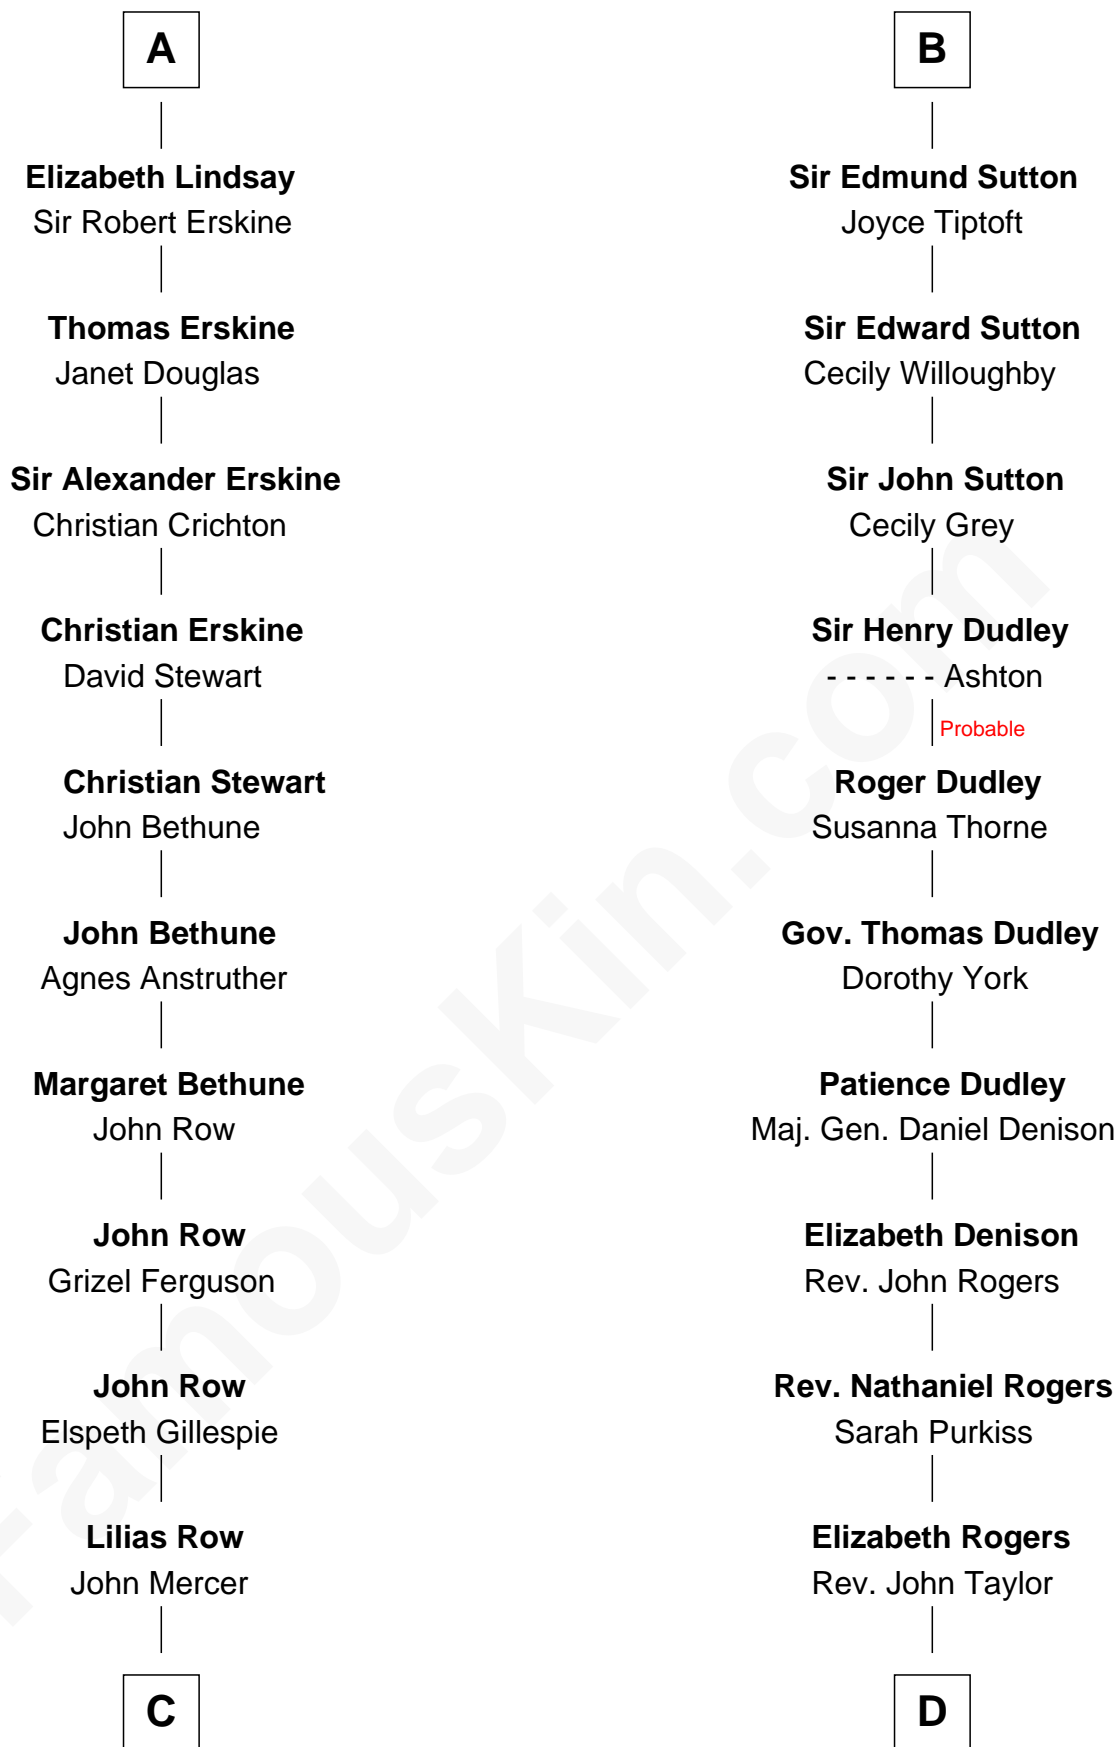 A
Elizabeth Lindsay
Sir Robert Erskine
Thomas Erskine
Janet Douglas
Sir Alexander Erskine
Christian Crichton
Christian Erskine
David Stewart
Christian Stewart
John Bethune
John Bethune
Agnes Anstruther
Margaret Bethune
John Row
John Row
Grizel Ferguson
John Row
Elspeth Gillespie
Lilias Row
John Mercer
C
B
Sir Edmund Sutton
Joyce Tiptoft
Sir Edward Sutton
Cecily Willoughby
Sir John Sutton
Cecily Grey
Sir Henry Dudley
- - - - - - Ashton
Probable
Roger Dudley
Susanna Thorne
Gov. Thomas Dudley
Dorothy York
Patience Dudley
Maj. Gen. Daniel Denison
Elizabeth Denison
Rev. John Rogers
Rev. Nathaniel Rogers
Sarah Purkiss
Elizabeth Rogers
Rev. John Taylor
D
FamousKin.com